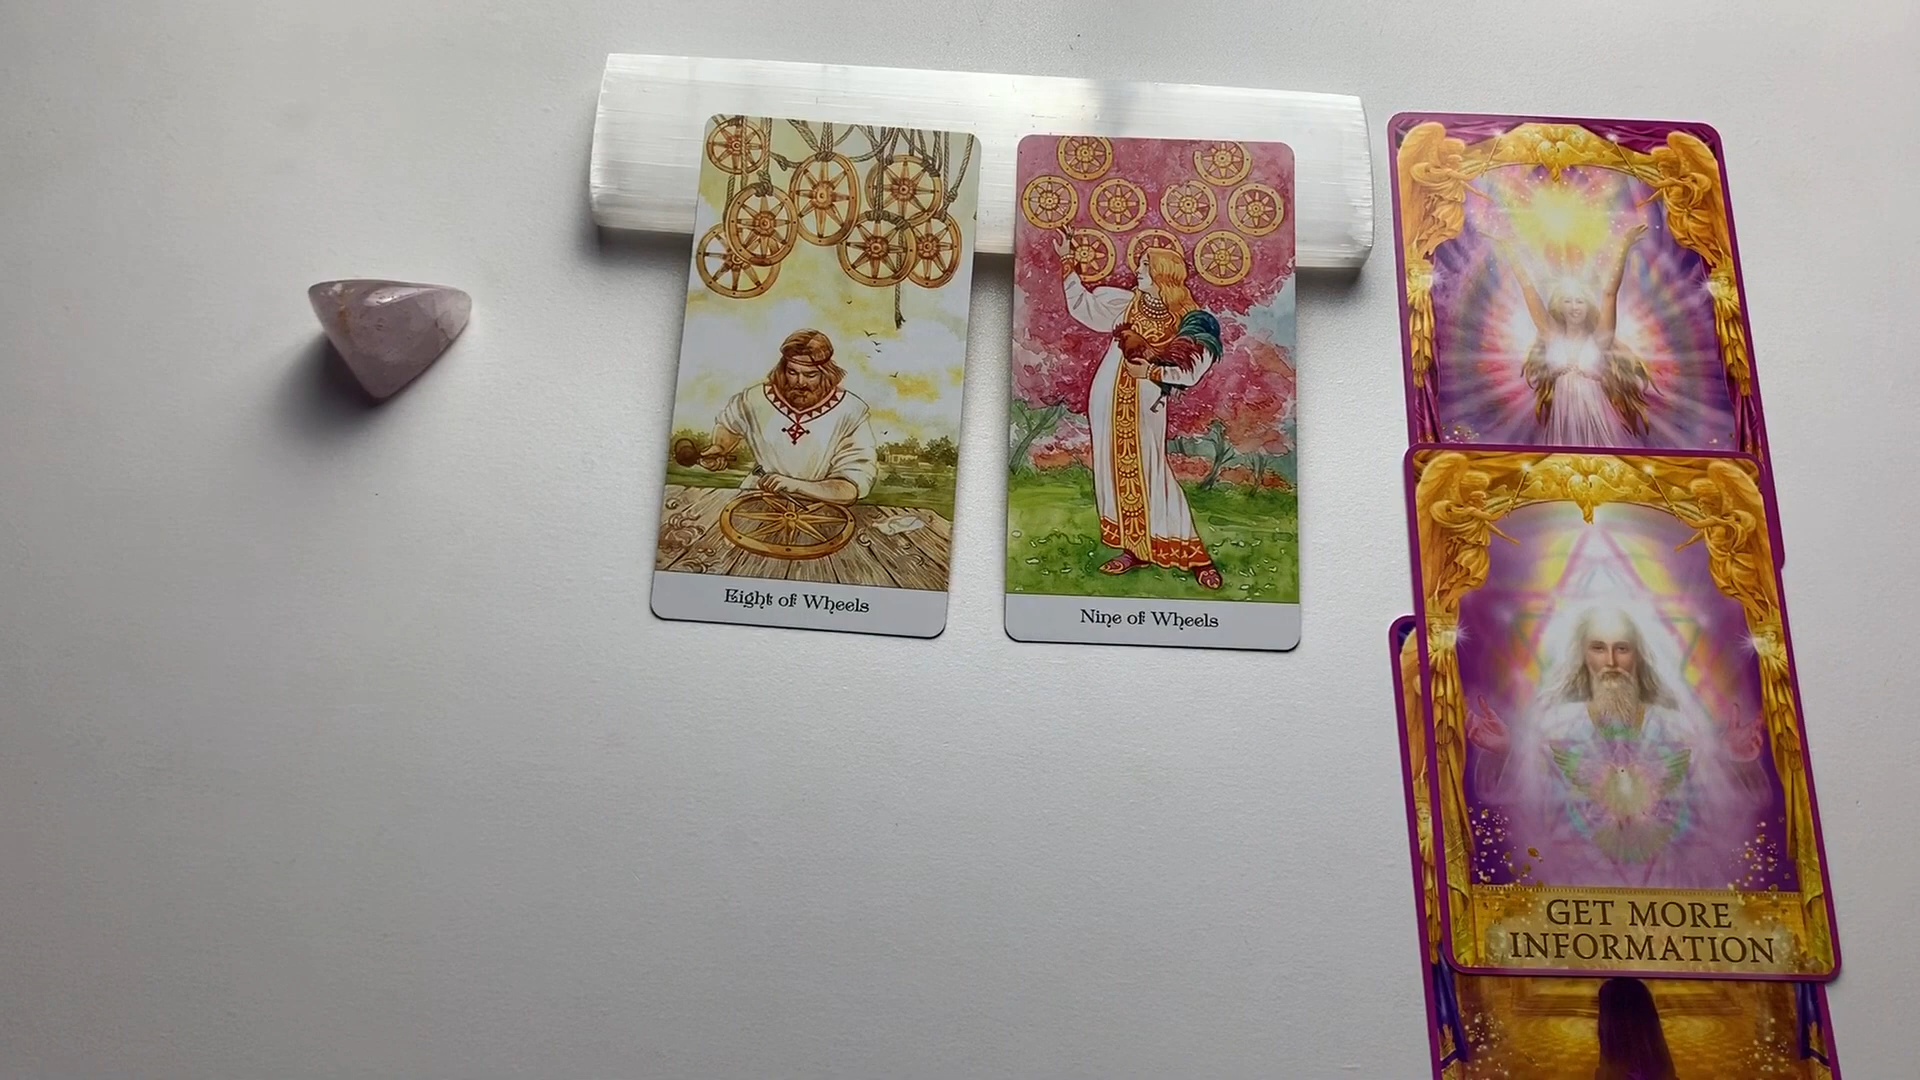 Eight of Wheels
Nine of Wheels
GET MORE
INFORMATION